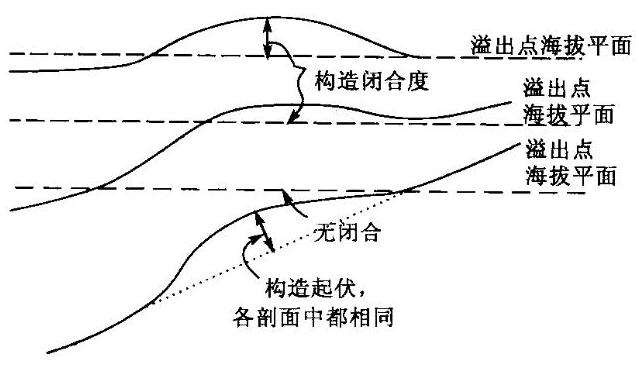 溢出点海拔平面
构造闭合度
溢出点
海拔平面
溢出点
海拔平面
无闭合
构造起伏，
各剖面中都相同